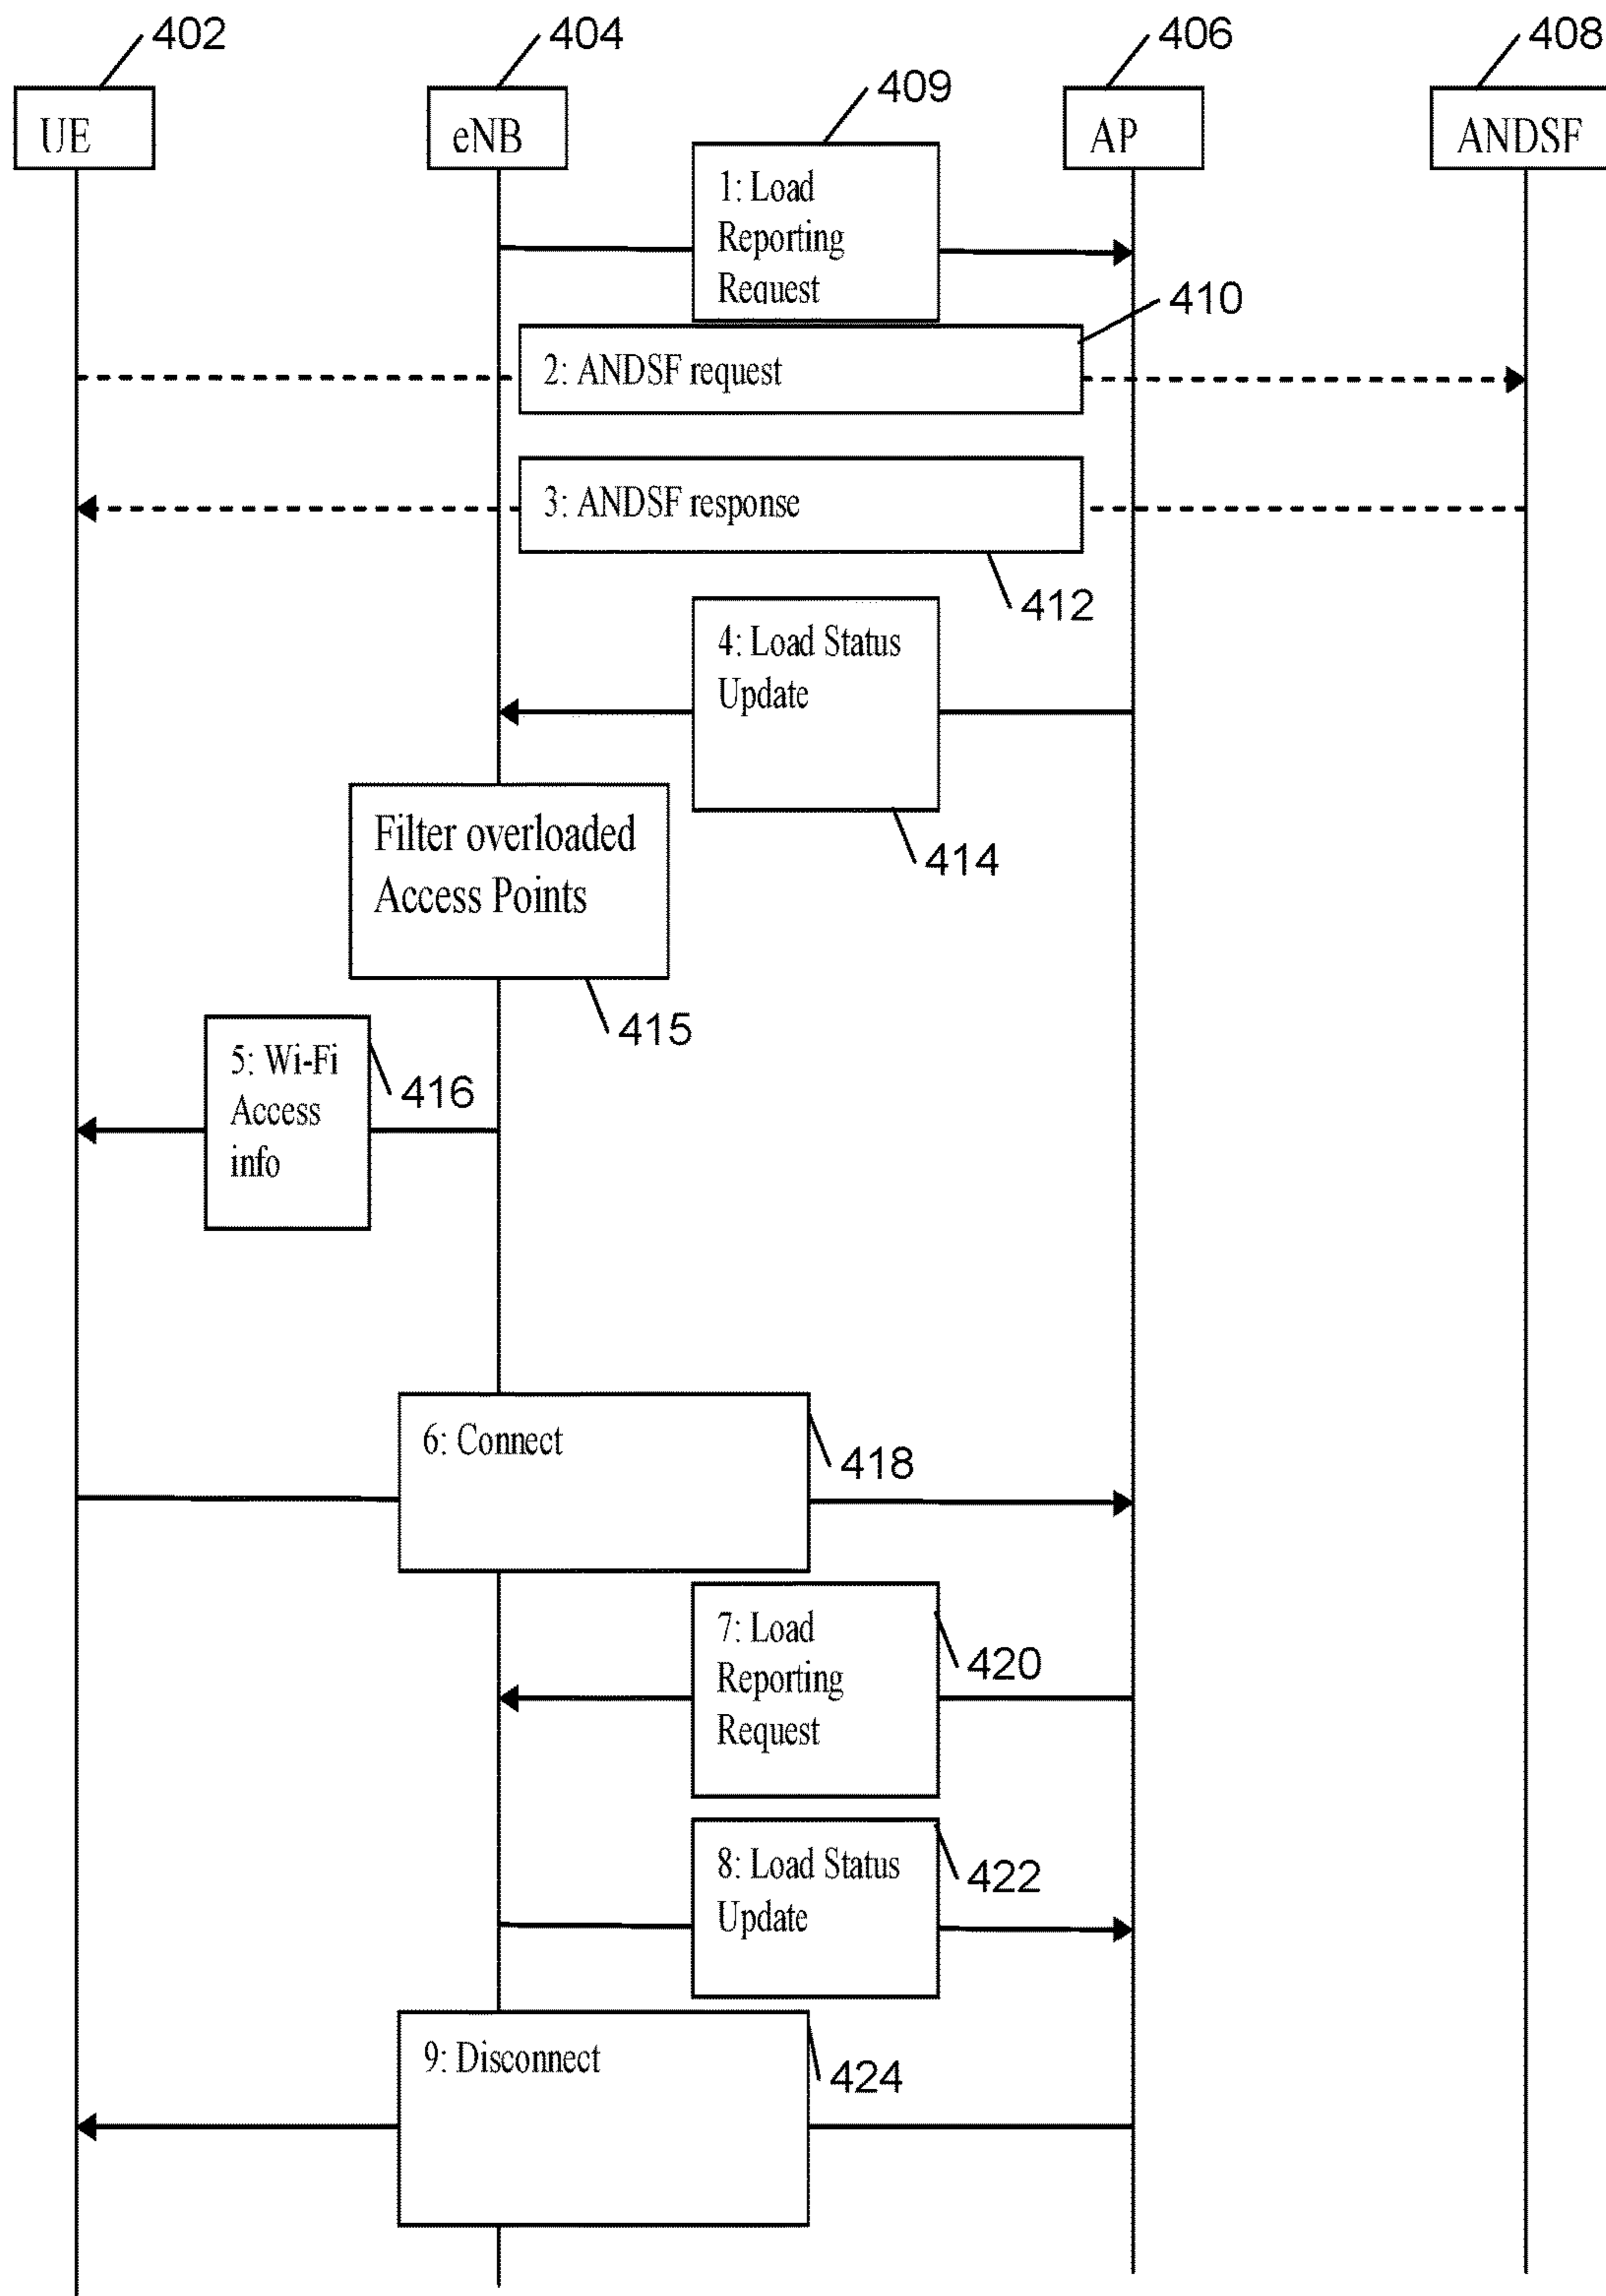 402
404
406
408
UE
eNB
409
AP
ANDSF
1: Load
Reporting
Request
410
2: ANDSF request
3: ANDSF response
412
4: Load Status
Update
414
Filter overloaded
Access Points
415
5: Wi-Fi
Access
info
416
6: Connect
418
7: Load
Reporting
Request
420
8: Load Status
Update
422
9: Disconnect
424